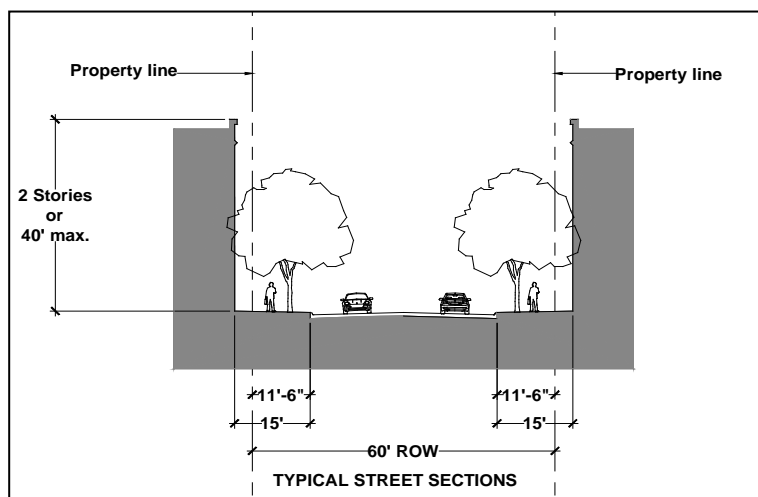 Property line
Property line
2 Stories
or
40' max.
11'-6"
11'-6"
15'
15'
60' ROW
TYPICAL STREET SECTIONS